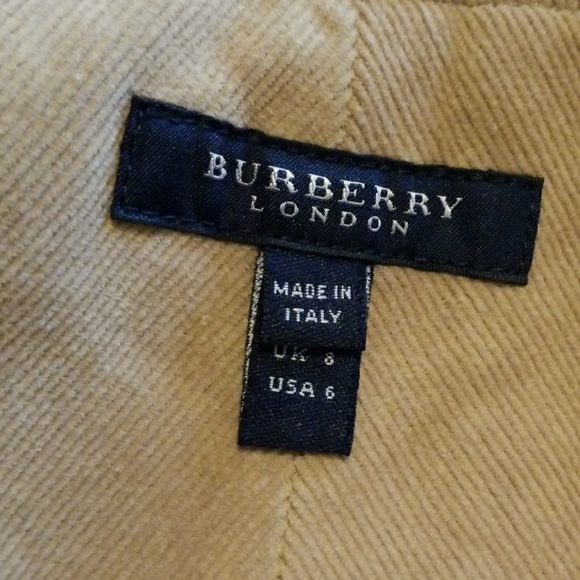 BURBERRY
LONDON
MADE IN
ITALY
UK 8
USA 6